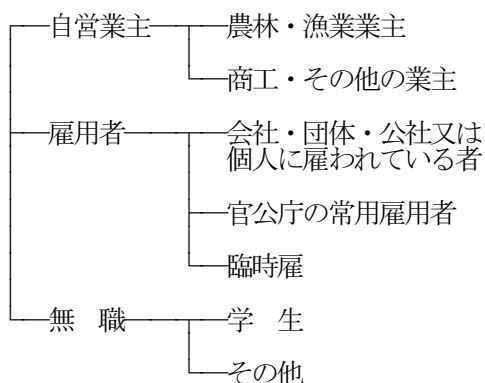 自営業主
農林・漁業業主
商工・その他の業主
雇用者
会社・団体・公社又は
個人に雇われている者
官公庁の常用雇用者
臨時雇
無　職
学　生
その他